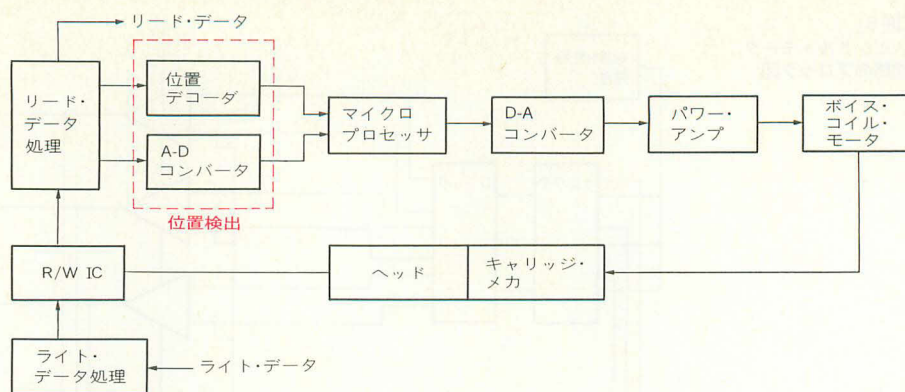 リード・データ
リード・
データ
処理
位置
デコーダ
A-D
コンバータ
位置検出
マイクロ
プロセッサ
D-A
コンバータ
パワー・
アンプ
ボイス・
コイル・
モータ
R/W IC
ヘッド
キャリッジ・
メカ
ライト・
データ処理
ライト・データ